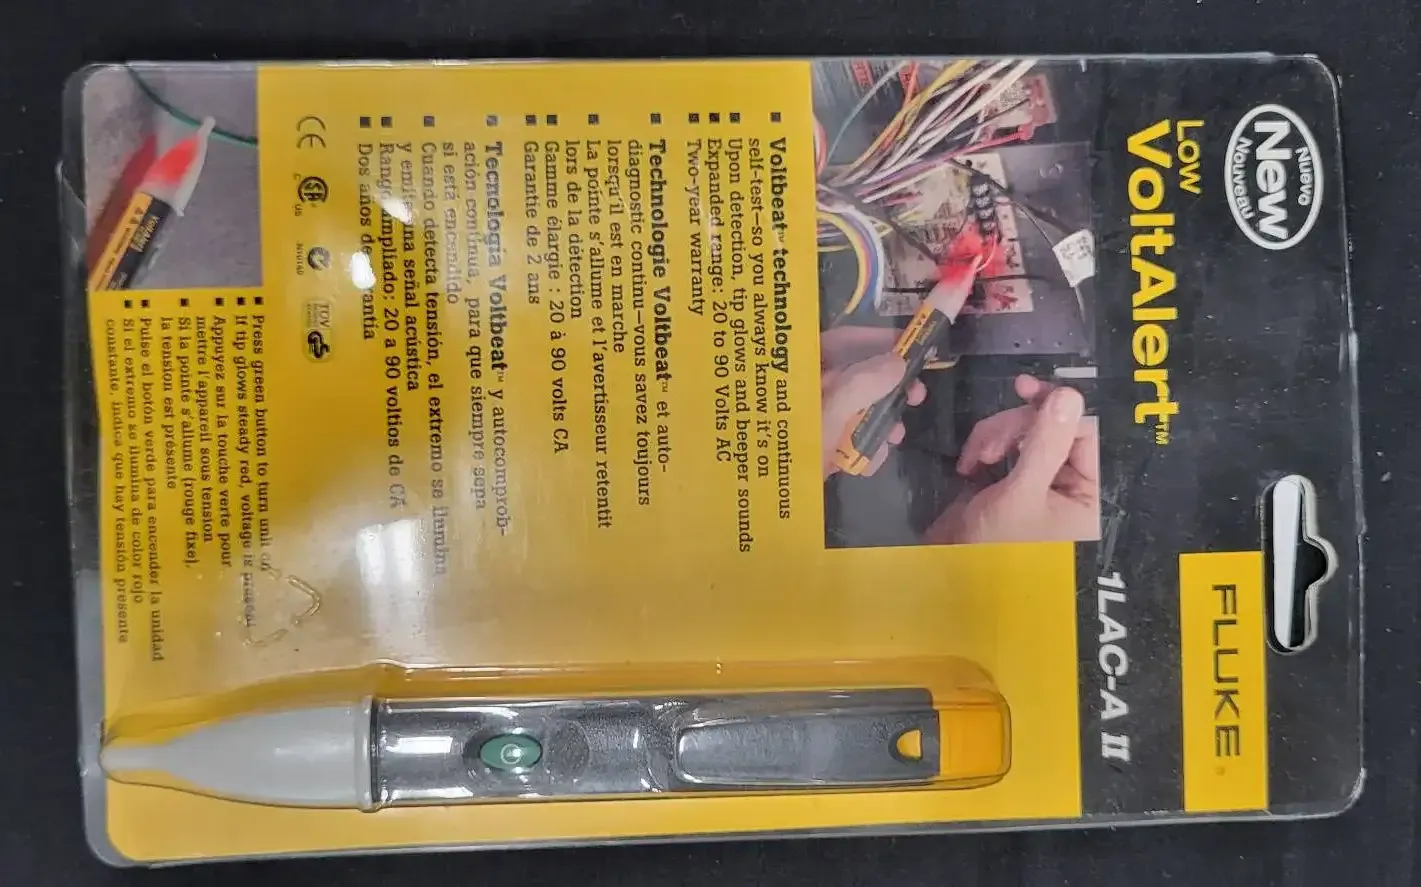 Nuevo
New
Nouveau
FLUKE®
Low
VoltAlert™
1LAC-A II
■ Voltbeat™ technology and continuous
self-test—so you always know it's on
■ Upon detection, tip glows and beeper sounds
■ Expanded range: 20 to 90 Volts AC
■ Two-year warranty
■ Technologie Voltbeat™ et auto-
diagnostic continu—vous savez toujours
lorsqu'il est en marche
■ La pointe s'allume et l'avertisseur retentit
lors de la détection
■ Gamme élargie : 20 à 90 volts CA
■ Garantie de 2 ans
■ Tecnología Voltbeat™ y autocomprob-
ación continua, para que siempre sepa
si está encendido
■ Cuando detecta tensión, el extremo se ilumina
y emite una señal acústica
■ Rango ampliado: 20 a 90 voltios de CA
■ Dos años de garantía
CE
US
N10140
TÜV
GS
■ Press green button to turn unit on
■ If tip glows steady red, voltage is present
■ Appuyez sur la touche verte pour
mettre l'appareil sous tension
■ Si la pointe s'allume (rouge fixe),
la tension est présente
■ Pulse el botón verde para encender la unidad
■ Si el extremo se ilumina de color rojo
constante, indica que hay tensión presente